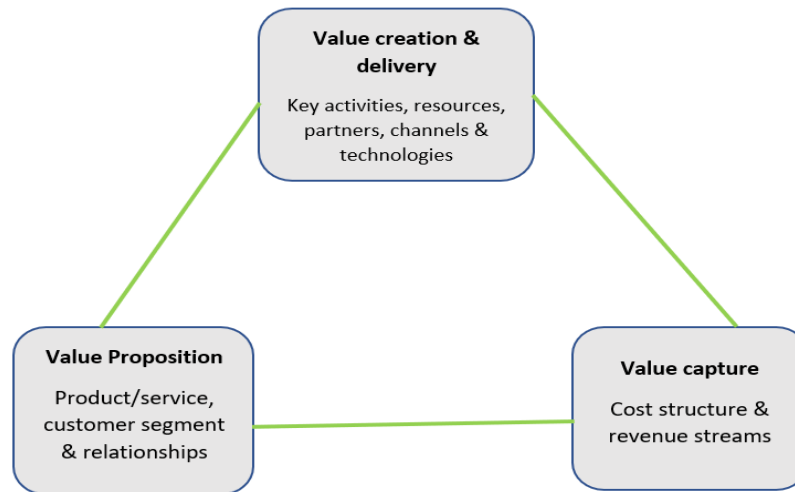 Value creation &
delivery
Key activities, resources,
partners, channels &
technologies
Value Proposition
Product/service,
customer segment
& relationships
Value capture
Cost structure &
revenue streams